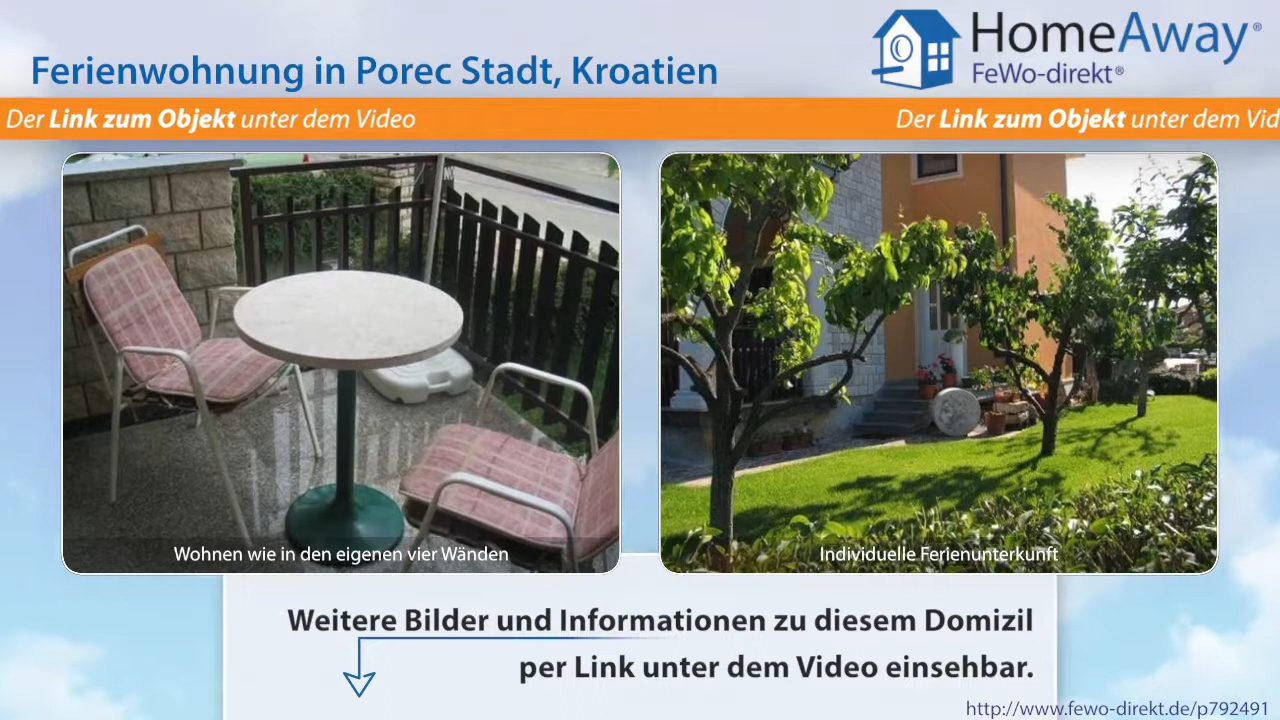 HomeAway®
FeWo-direkt®
Ferienwohnung in Porec Stadt, Kroatien
Der Link zum Objekt unter dem Video
Der Link zum Objekt unter dem Vid
Wohnen wie in den eigenen vier Wänden
Individuelle Ferienunterkunft
Weitere Bilder und Informationen zu diesem Domizil
per Link unter dem Video einsehbar.
http://www.fewo-direkt.de/p792491